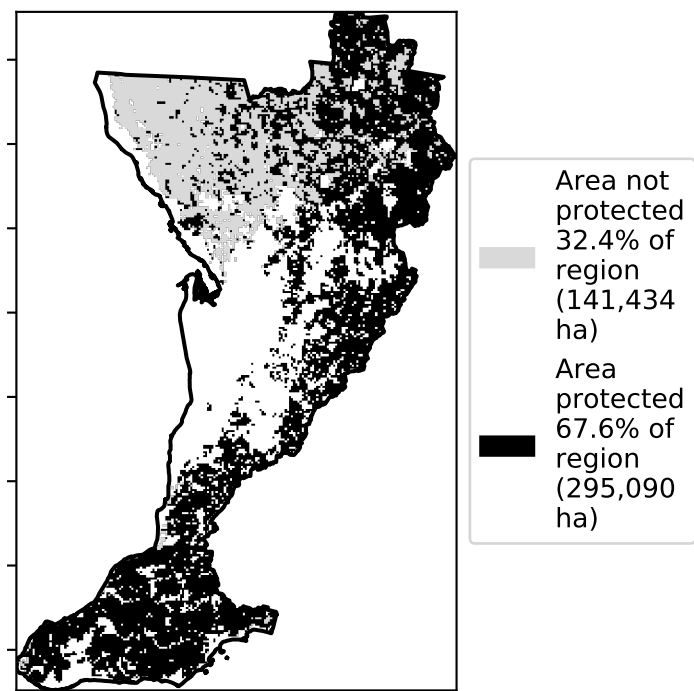 Area not
protected
32.4% of
region
(141,434
ha)
Area
protected
67.6% of
region
(295,090
ha)